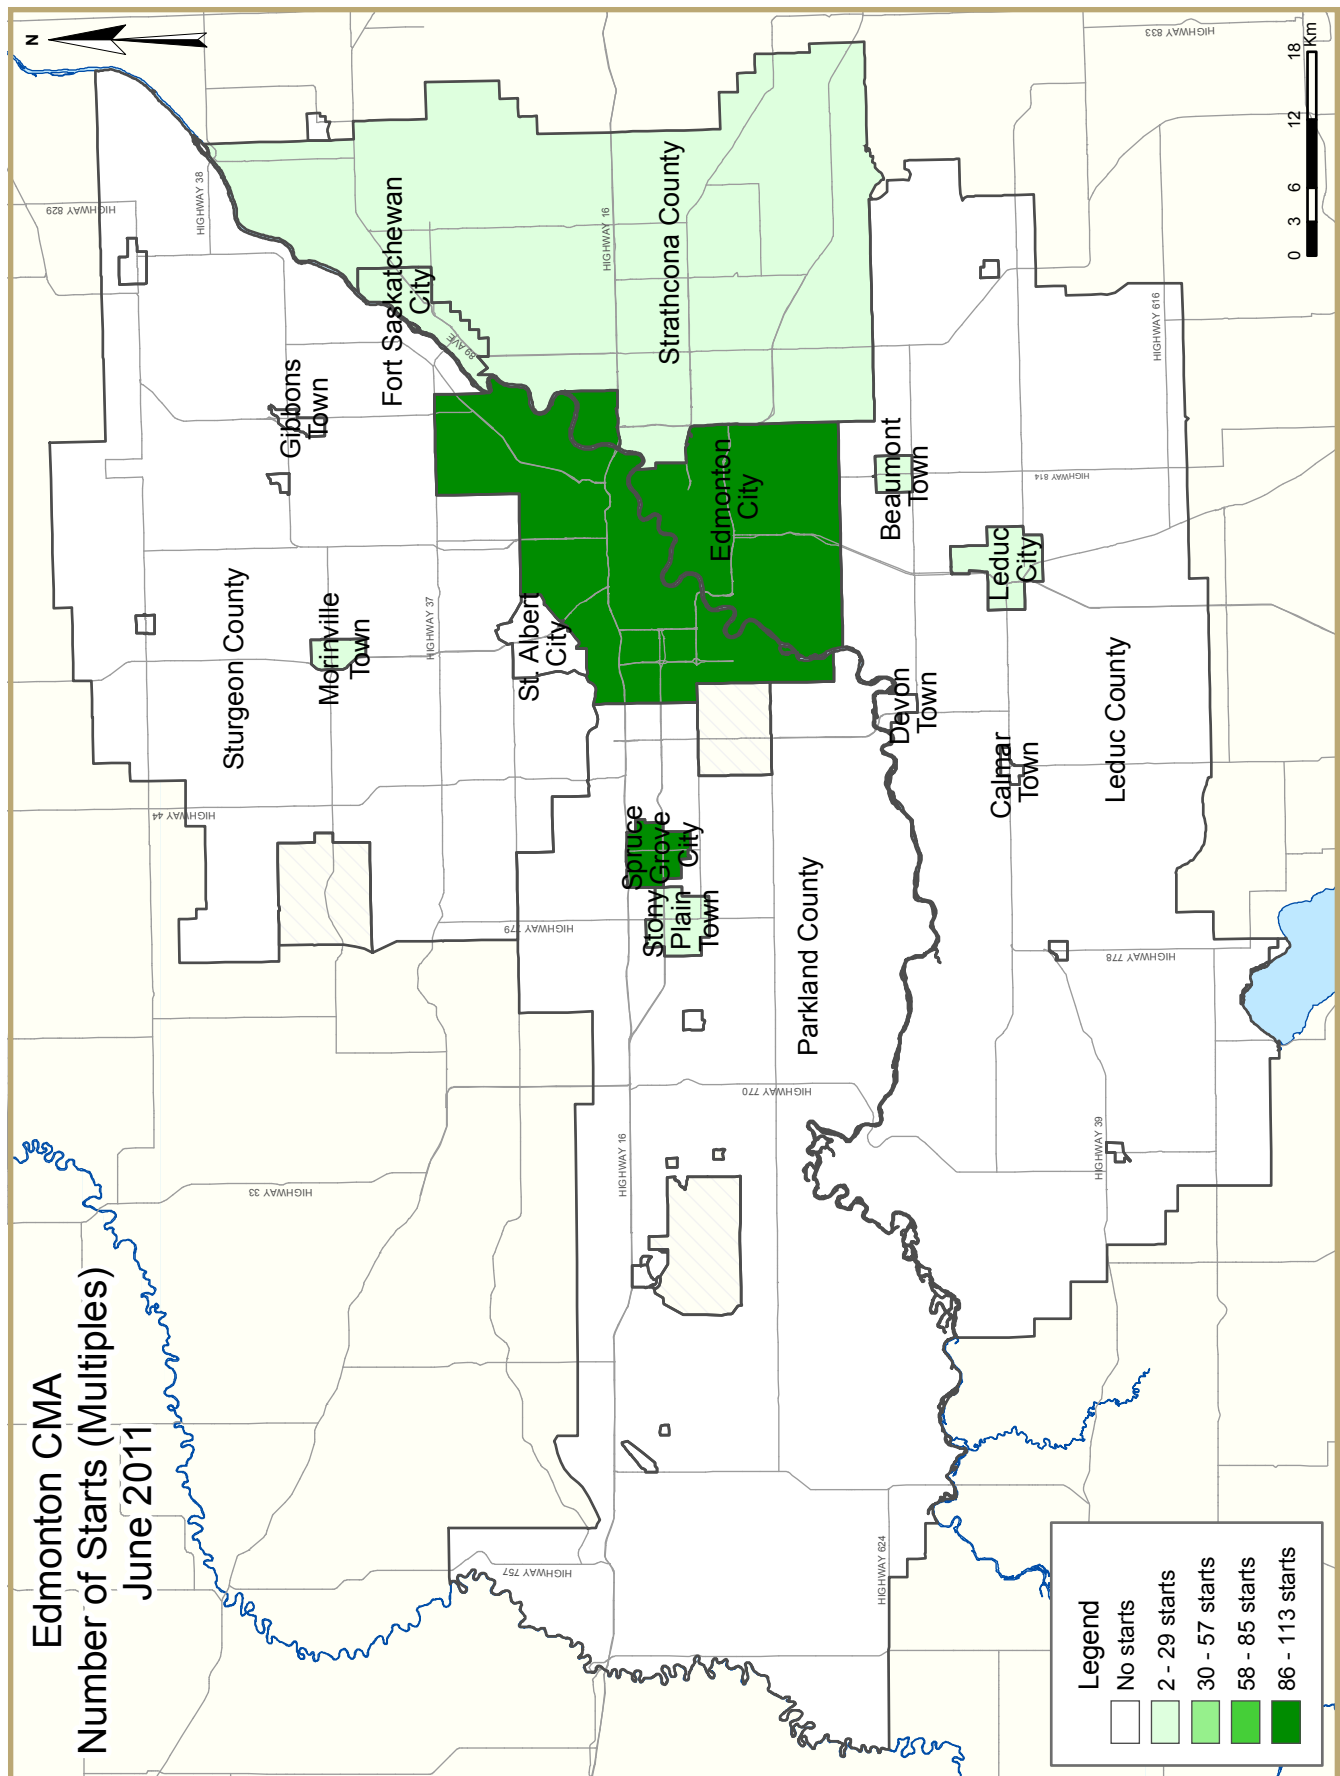 Edmonton CMA
Number of Starts (Multiples)
June 2011
N
HIGHWAY 829
HIGHWAY 38
HIGHWAY 833
HIGHWAY 44
HIGHWAY 37
HIGHWAY 779
HIGHWAY 33
HIGHWAY 16
HIGHWAY 16
89 AVE
HIGHWAY 770
HIGHWAY 757
HIGHWAY 624
HIGHWAY 39
HIGHWAY 778
HIGHWAY 814
HIGHWAY 616
Sturgeon County
Gibbons
Town
Morinville
Town
Fort Saskatchewan
City
St. Albert
City
Strathcona County
Edmonton
City
Spruce
Grove
City
Stony
Plain
Town
Parkland County
Beaumont
Town
Leduc
City
Devon
Town
Calmar
Town
Leduc County
Legend
No starts
2 - 29 starts
30 - 57 starts
58 - 85 starts
86 - 113 starts
0 3 6 12 18
Km